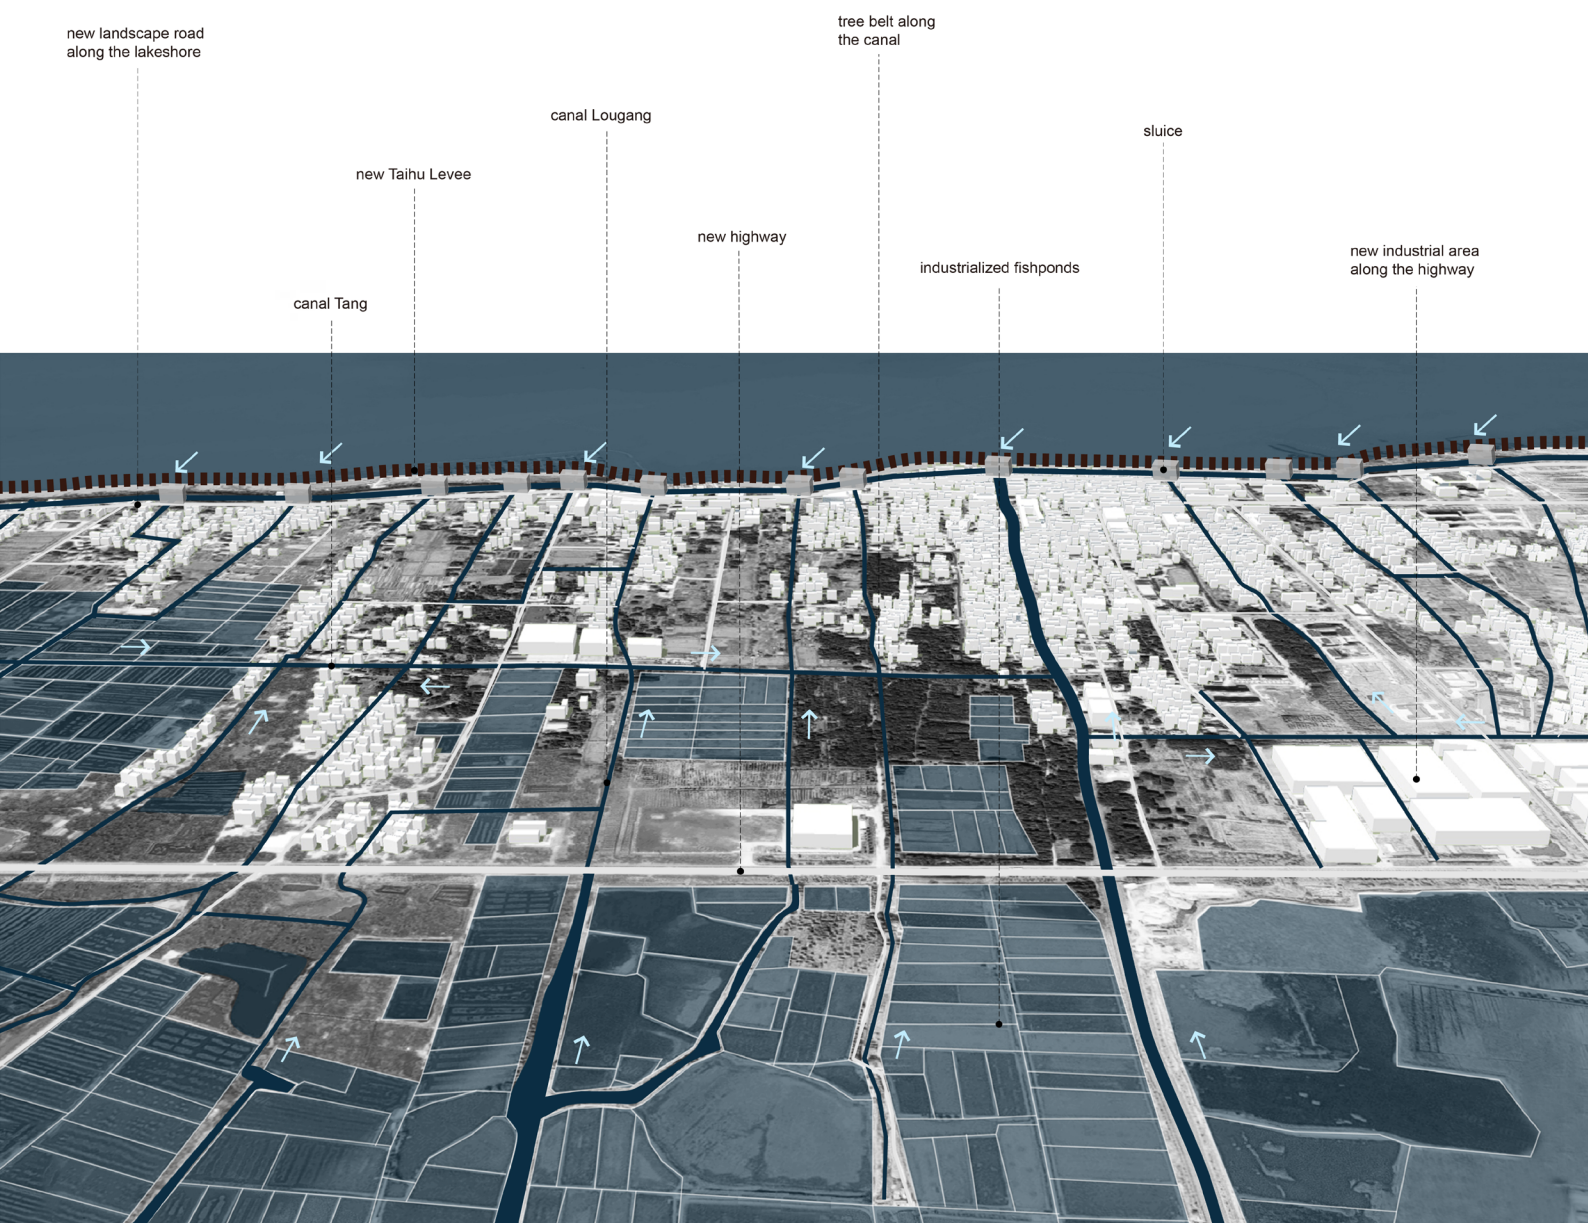 new landscape road
along the lakeshore
tree belt along
the canal
canal Lougang
sluice
new Taihu Levee
new highway
new industrial area
along the highway
industrialized fishponds
canal Tang